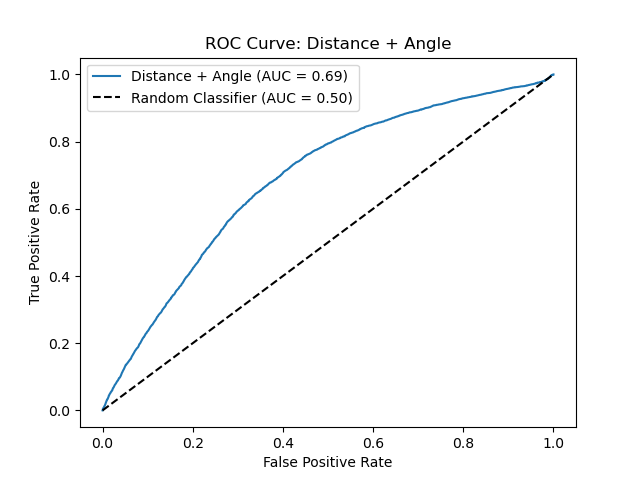 ROC Curve: Distance + Angle
Distance + Angle (AUC = 0.69)
Random Classifier (AUC = 0.50)
True Positive Rate
1.0
0.8
0.6
0.4
0.2
0.0
0.0 0.2 0.4 0.6 0.8 1.0
False Positive Rate